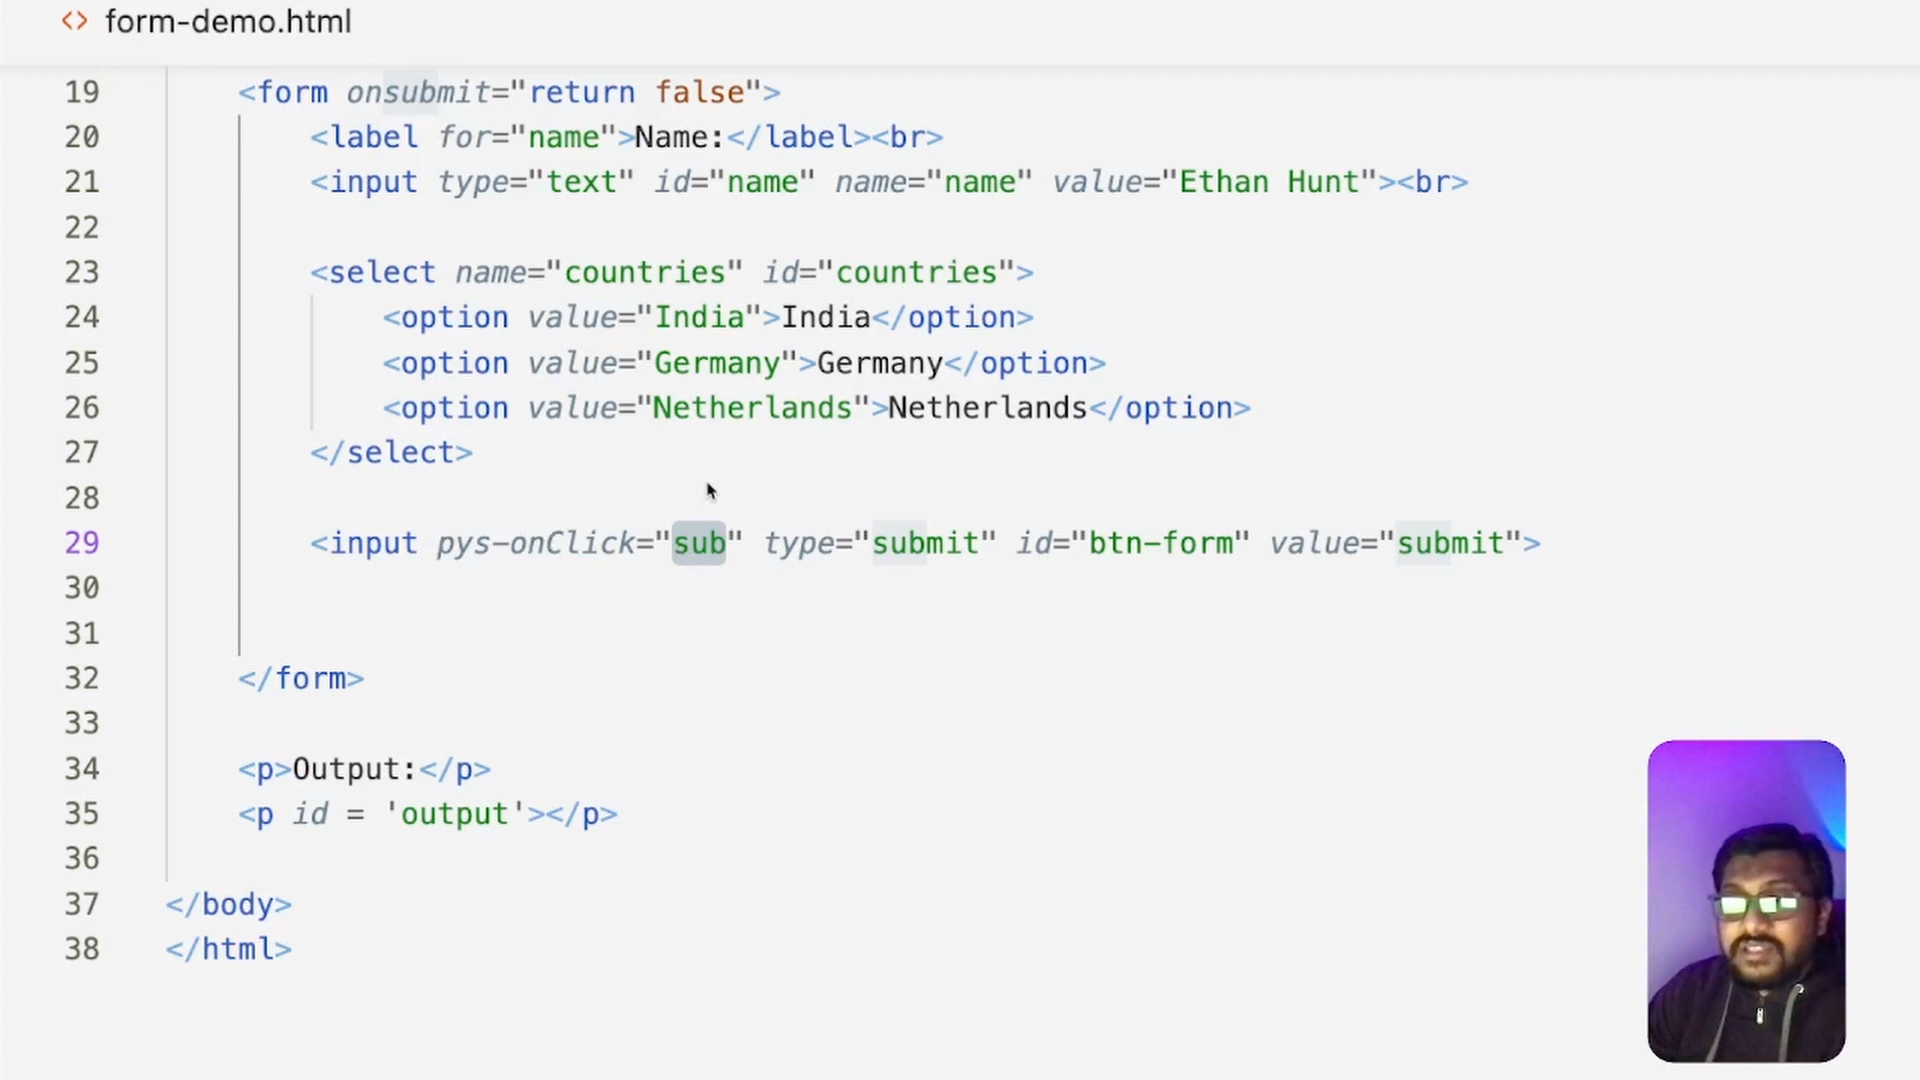 <> form-demo.html
19 <form onsubmit="return false">
20 <label for="name">Name:</label><br>
21 <input type="text" id="name" name="name" value="Ethan Hunt"><br>
22
23 <select name="countries" id="countries">
24 <option value="India">India</option>
25 <option value="Germany">Germany</option>
26 <option value="Netherlands">Netherlands</option>
27 </select>
28
29 <input pys-onClick="sub" type="submit" id="btn-form" value="submit">
30
31
32 </form>
33
34 <p>Output:</p>
35 <p id = 'output'></p>
36
37 </body>
38 </html>